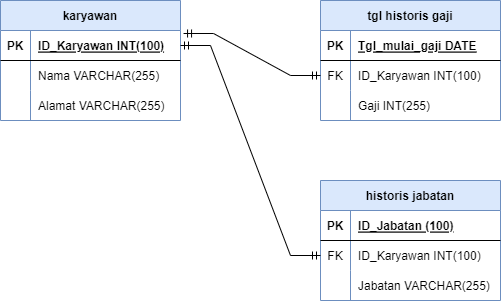 karyawan
PK ID_Karyawan INT(100)
Nama VARCHAR(255)
Alamat VARCHAR(255)
tgl historis gaji
PK Tgl_mulai_gaji DATE
FK ID_Karyawan INT(100)
Gaji INT(255)
historis jabatan
PK ID_Jabatan (100)
FK ID_Karyawan INT(100)
Jabatan VARCHAR(255)